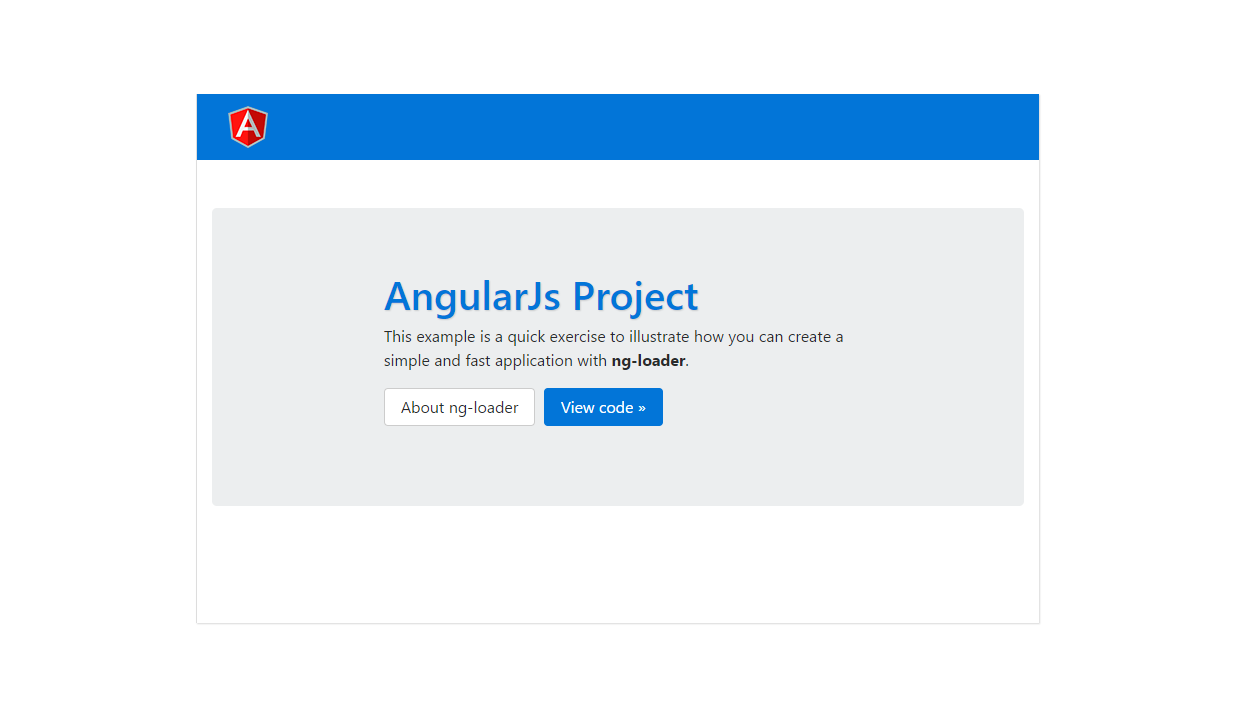 AngularJs Project
This example is a quick exercise to illustrate how you can create a
simple and fast application with ng-loader.
About ng-loader
View code »